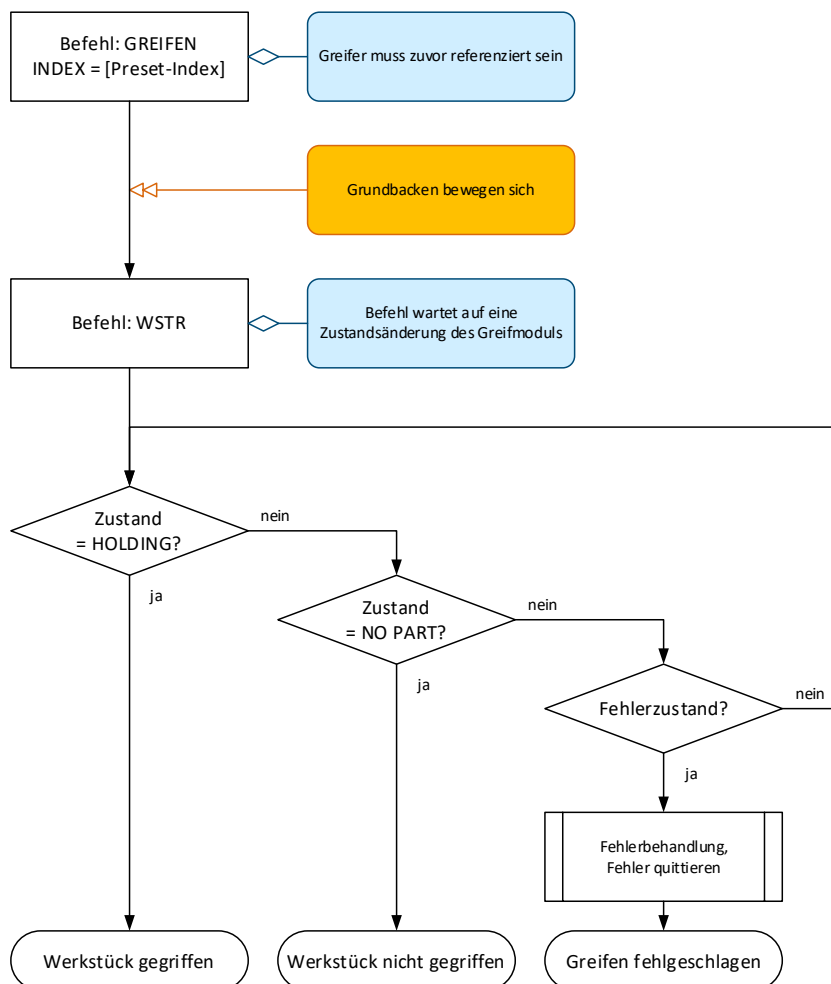 Befehl: GREIFEN
INDEX = [Preset-Index]
Greifer muss zuvor referenziert sein
Grundbacken bewegen sich
Befehl: WSTR
Befehl wartet auf eine
Zustandsänderung des Greifmoduls
Zustand
= HOLDING?
nein
ja
Zustand
= NO PART?
nein
ja
Fehlerzustand?
nein
ja
Fehlerbehandlung,
Fehler quittieren
Werkstück gegriffen
Werkstück nicht gegriffen
Greifen fehlgeschlagen